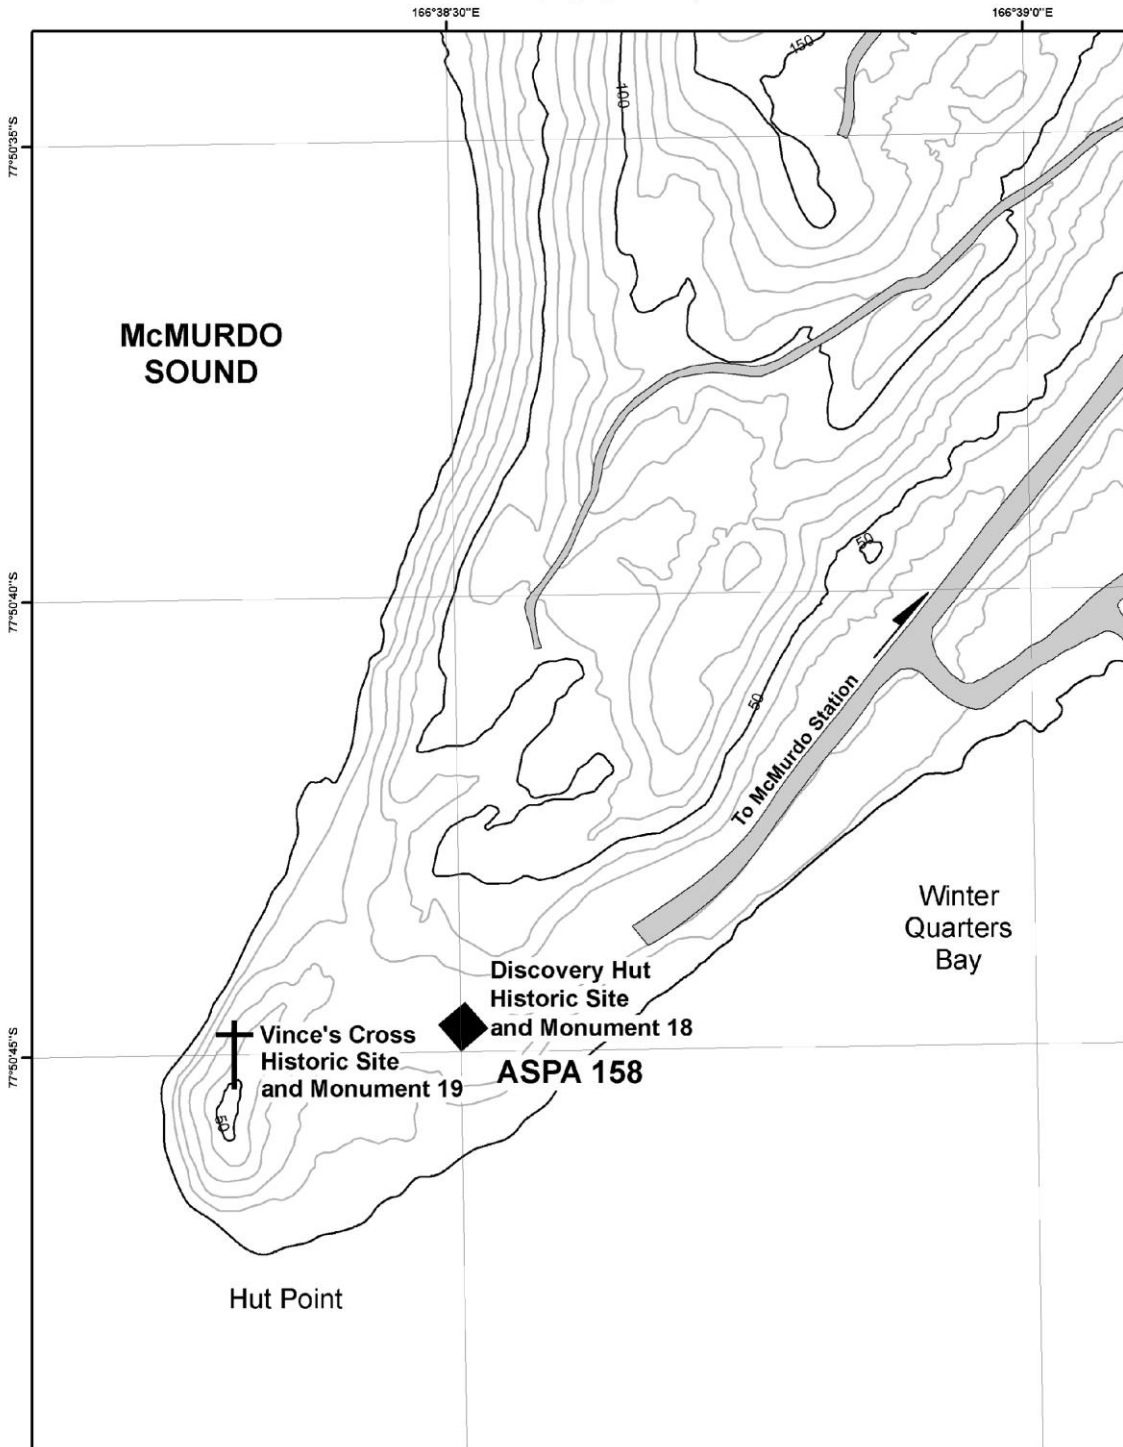 166°38'30"E
166°39'0"E
150
100
77°50'35"S
McMURDO
SOUND
50
77°50'40"S
50
To McMurdo Station
Winter
Quarters
Bay
Discovery Hut
Historic Site
and Monument 18
Vince's Cross
Historic Site
and Monument 19
77°50'45"S
ASPA 158
50
Hut Point